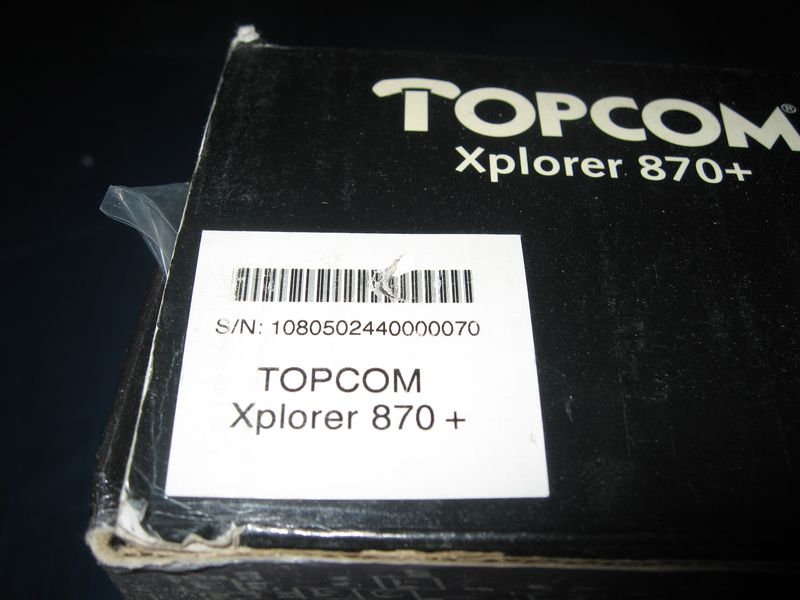 TOPCOM®
Xplorer 870+
S/N: 1080502440000070
TOPCOM
Xplorer 870 +